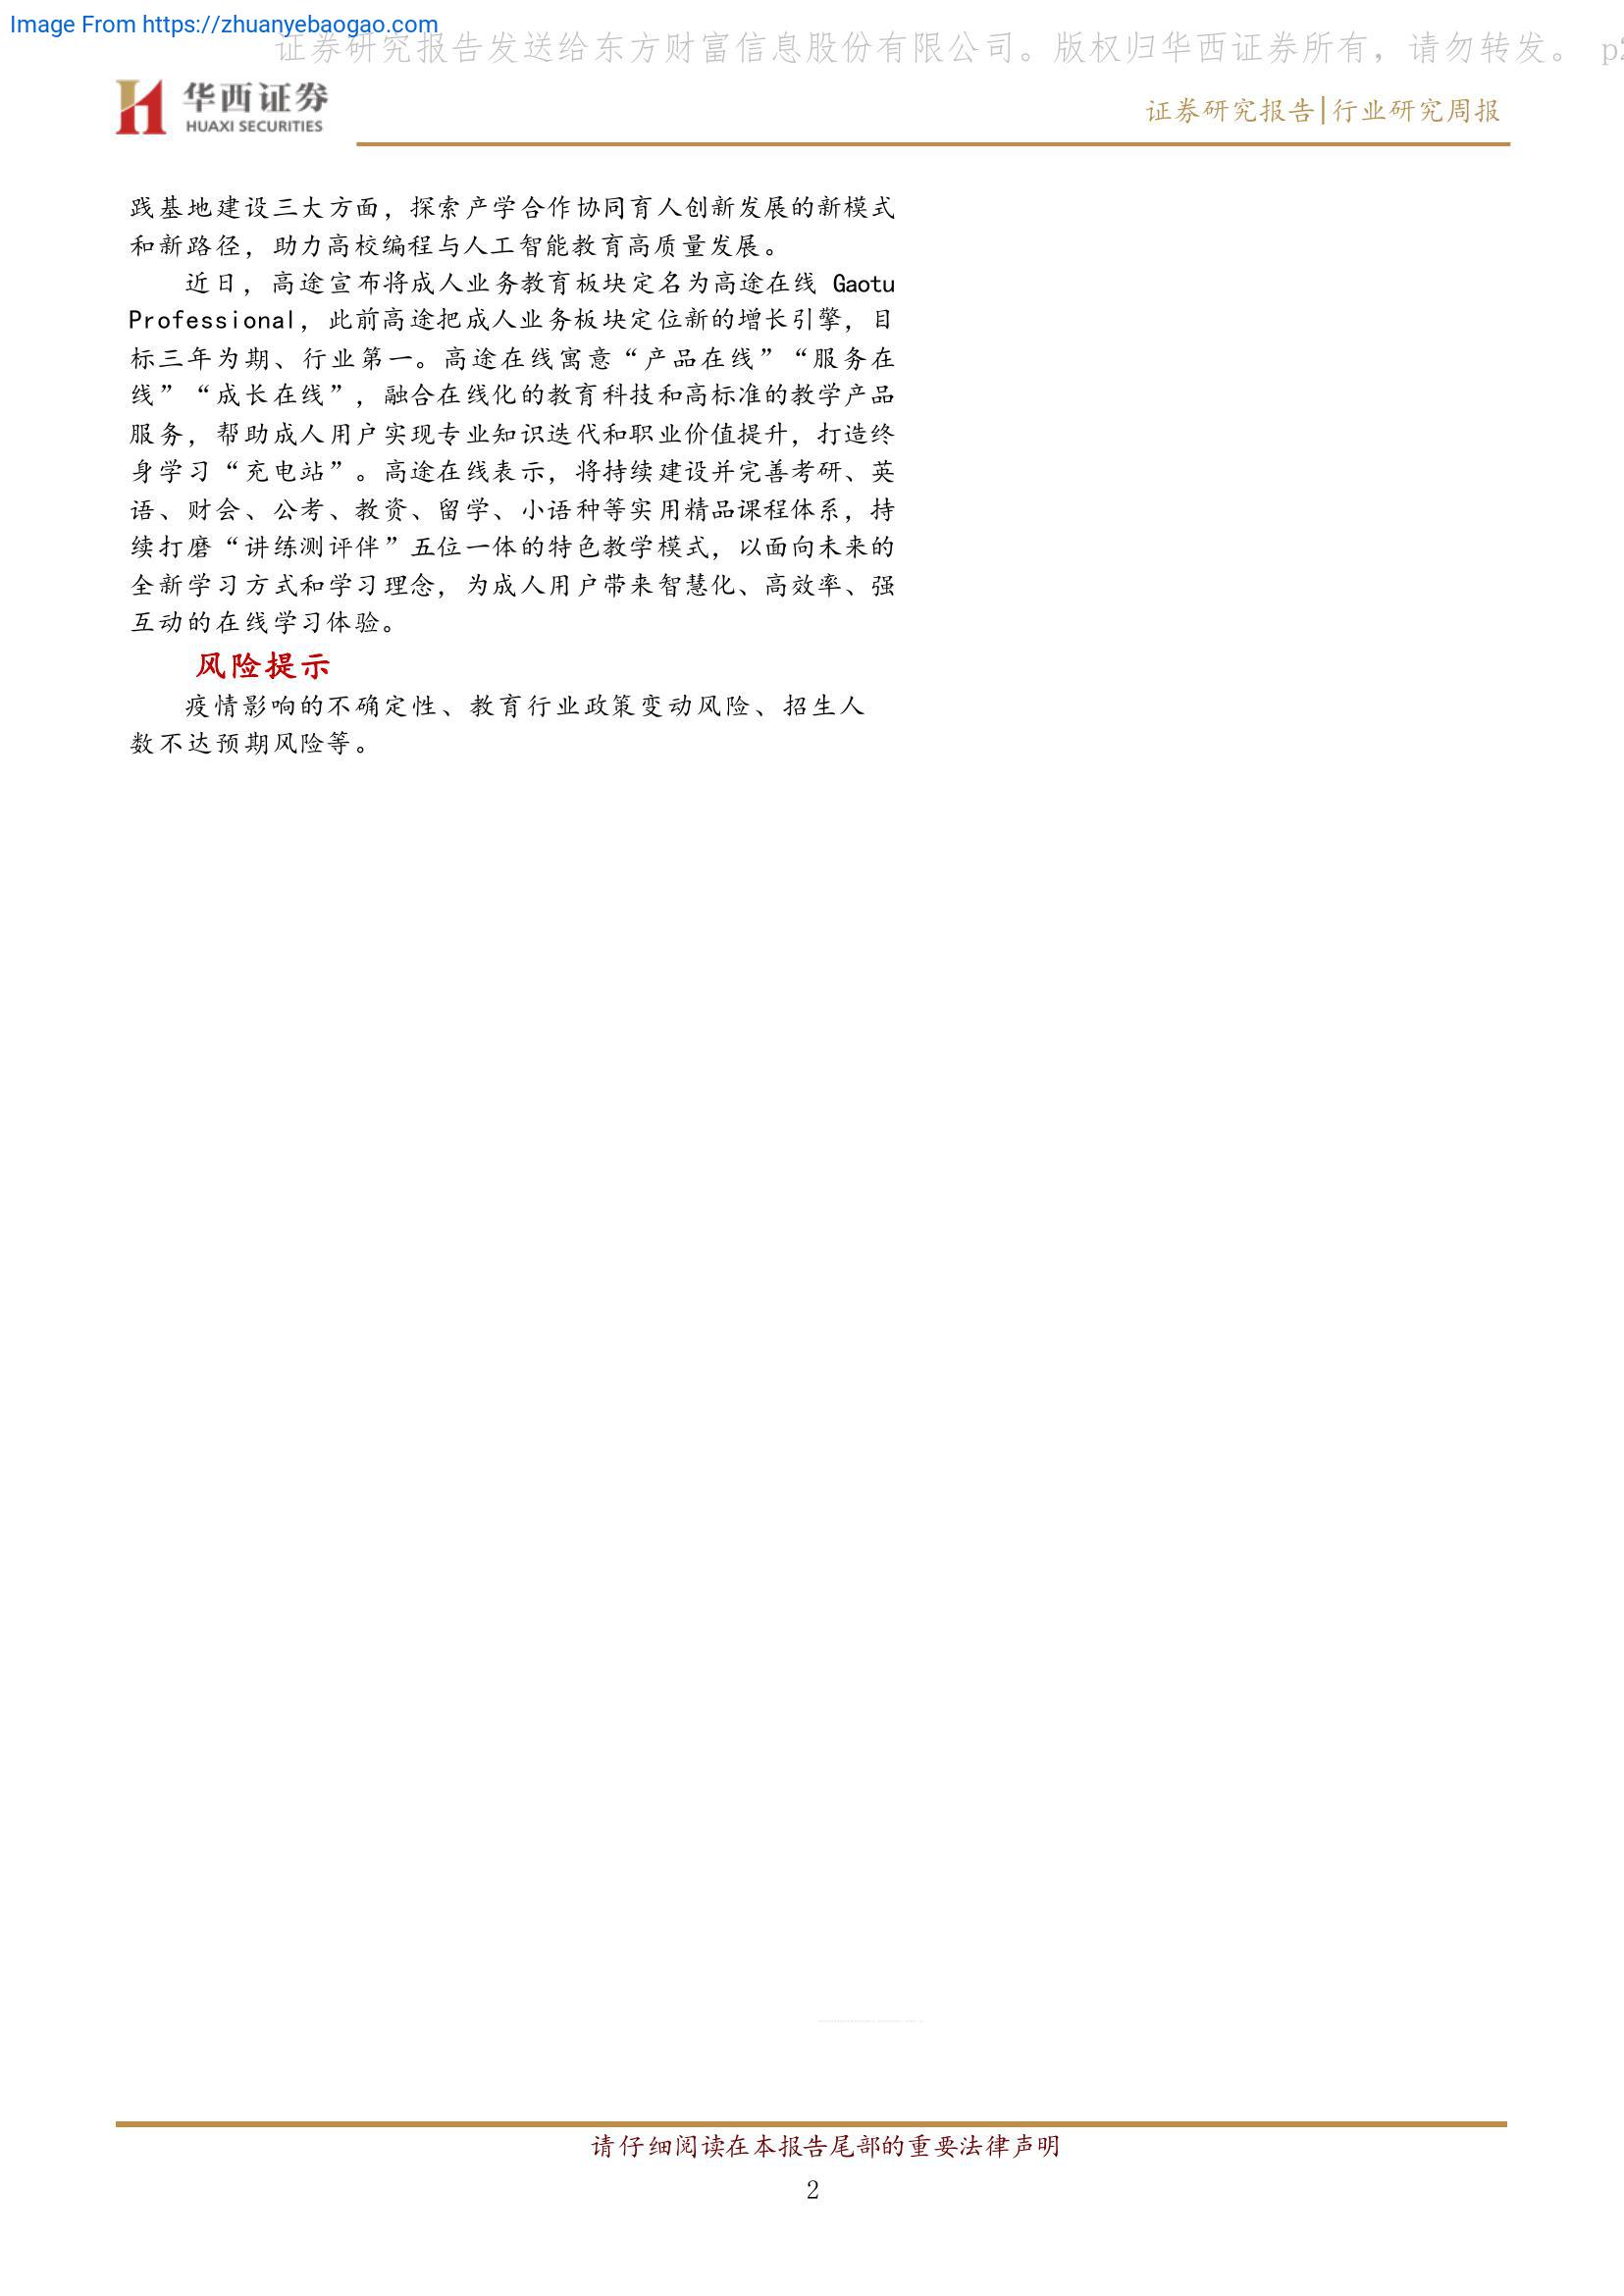 Image From https://zhuanyebaogao.com
证券研究报告发送给东方财富信息股份有限公司。版权归华西证券所有，请勿转发。 p2
华西证券
HUAXI SECURITIES
证券研究报告|行业研究周报
践基地建设三大方面，探索产学合作协同育人创新发展的新模式
和新路径，助力高校编程与人工智能教育高质量发展。
近日，高途宣布将成人业务教育板块定名为高途在线 Gaotu
Professional，此前高途把成人业务板块定位新的增长引擎，目
标三年为期、行业第一。高途在线寓意“产品在线”“服务在
线”“成长在线”，融合在线化的教育科技和高标准的教学产品
服务，帮助成人用户实现专业知识迭代和职业价值提升，打造终
身学习“充电站”。高途在线表示，将持续建设并完善考研、英
语、财会、公考、教资、留学、小语种等实用精品课程体系，持
续打磨“讲练测评伴”五位一体的特色教学模式，以面向未来的
全新学习方式和学习理念，为成人用户带来智慧化、高效率、强
互动的在线学习体验。
风险提示
疫情影响的不确定性、教育行业政策变动风险、招生人
数不达预期风险等。
请仔细阅读在本报告尾部的重要法律声明
2